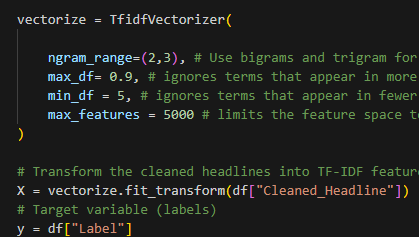 vectorize = TfidfVectorizer(
ngram_range=(2,3), # Use bigrams and trigram for
max_df= 0.9, # ignores terms that appear in more
min_df = 5, # ignores terms that appear in fewer
max_features = 5000 # limits the feature space t
)
# Transform the cleaned headlines into TF-IDF featur
X = vectorize.fit_transform(df["Cleaned_Headline"])
# Target variable (labels)
y = df["Label"]